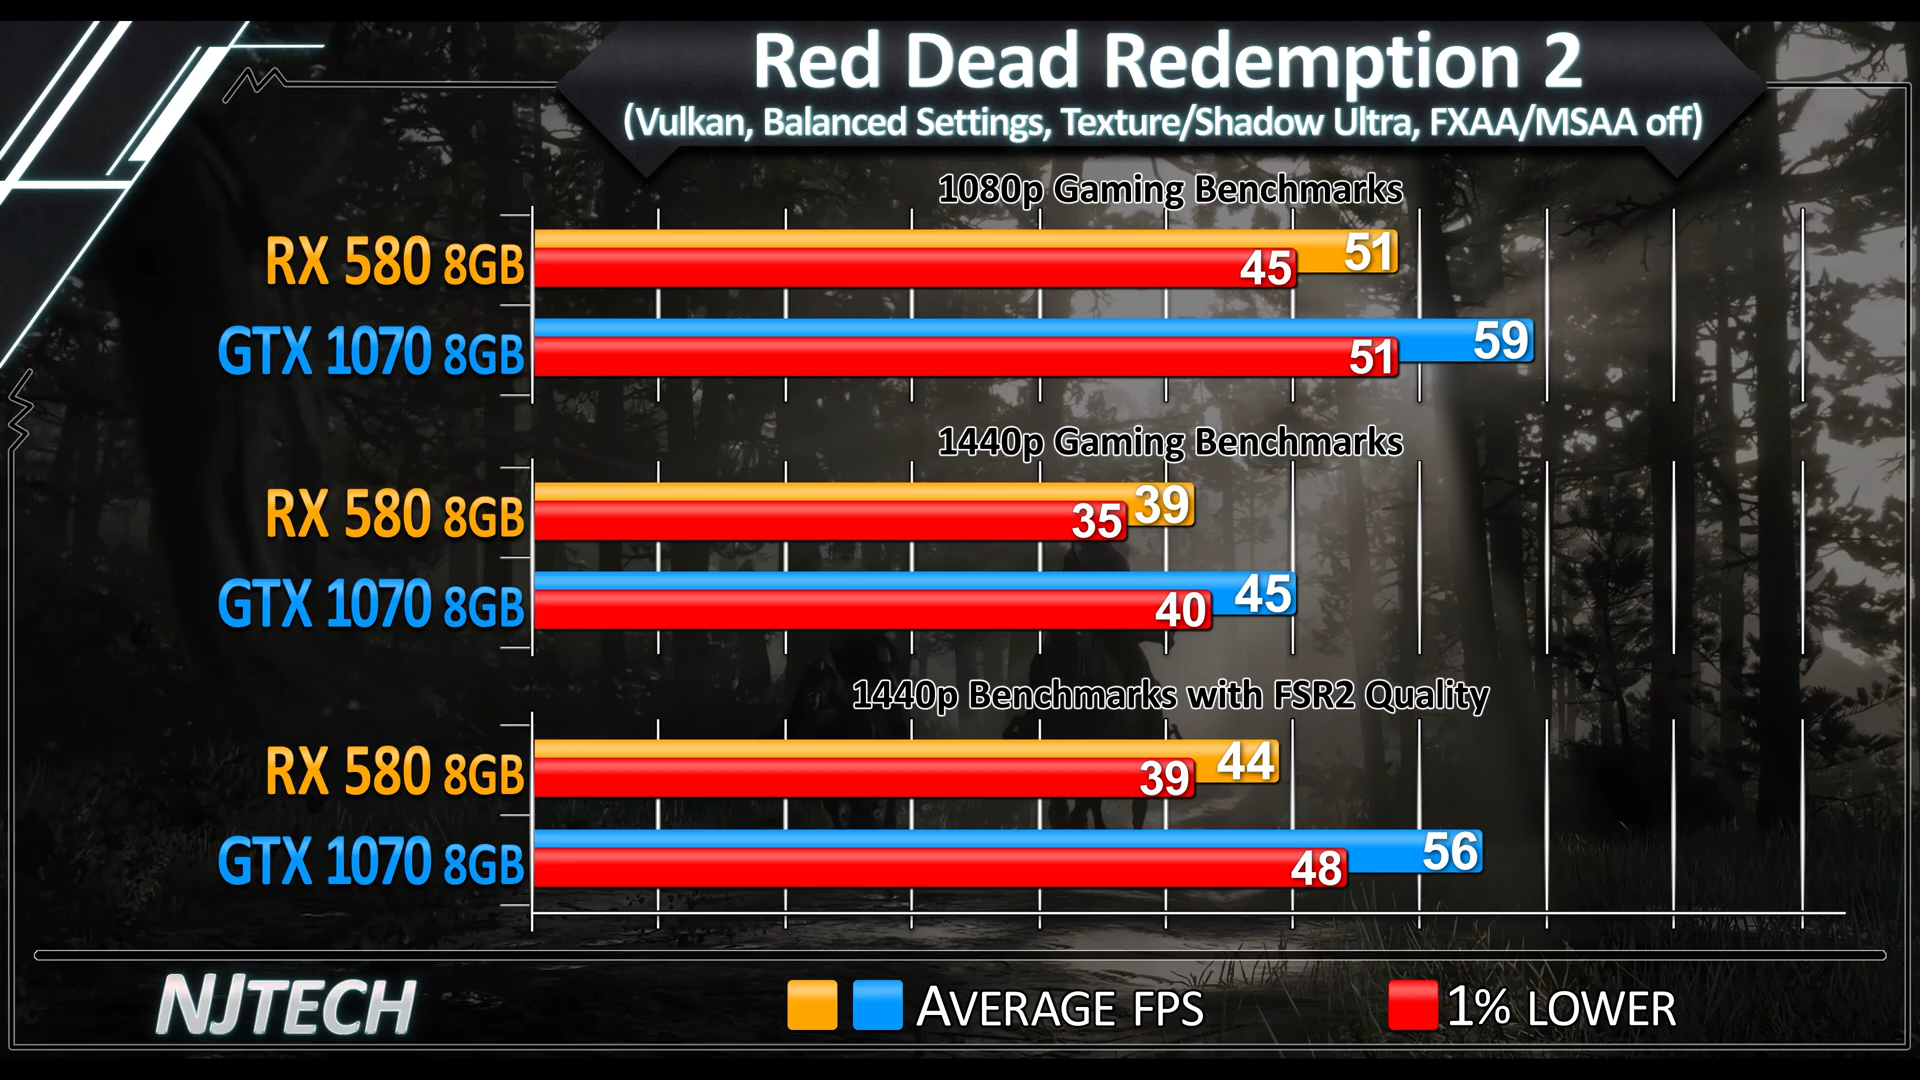 Red Dead Redemption 2
(Vulkan, Balanced Settings, Texture/Shadow Ultra, FXAA/MSAA off)
1080p Gaming Benchmarks
RX 580 8GB
51
45
GTX 1070 8GB
59
51
1440p Gaming Benchmarks
RX 580 8GB
39
35
GTX 1070 8GB
45
40
1440p Benchmarks with FSR2 Quality
RX 580 8GB
44
39
GTX 1070 8GB
56
48
NJTECH
AVERAGE FPS
1% LOWER